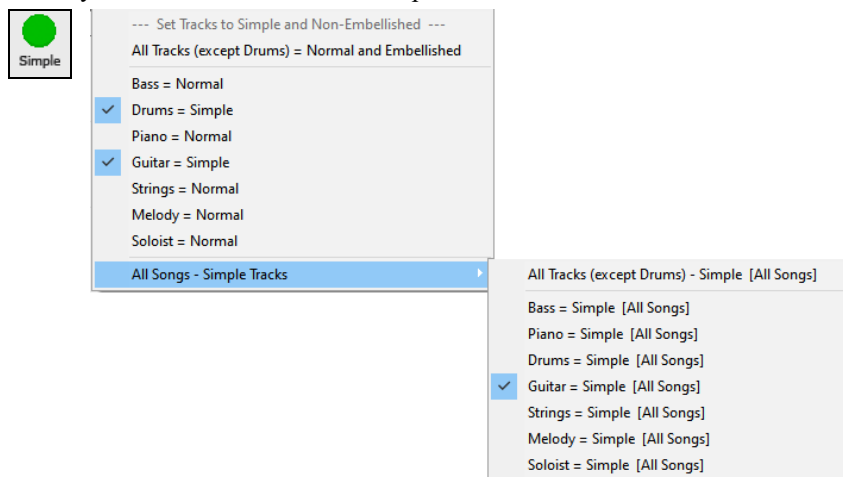 Simple
--- Set Tracks to Simple and Non-Embellished ---
All Tracks (except Drums) = Normal and Embellished
Bass = Normal
Drums = Simple
Piano = Normal
Guitar = Simple
Strings = Normal
Melody = Normal
Soloist = Normal
All Songs - Simple Tracks
All Tracks (except Drums) - Simple [All Songs]
Bass = Simple [All Songs]
Piano = Simple [All Songs]
Drums = Simple [All Songs]
Guitar = Simple [All Songs]
Strings = Simple [All Songs]
Melody = Simple [All Songs]
Soloist = Simple [All Songs]